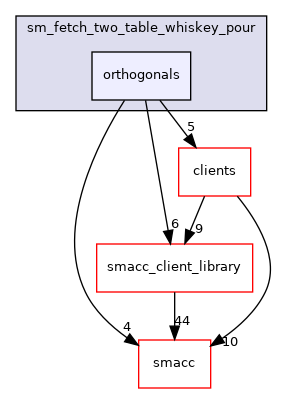 sm_fetch_two_table_whiskey_pour
orthogonals
5
clients
6
9
smacc_client_library
44
4
10
smacc